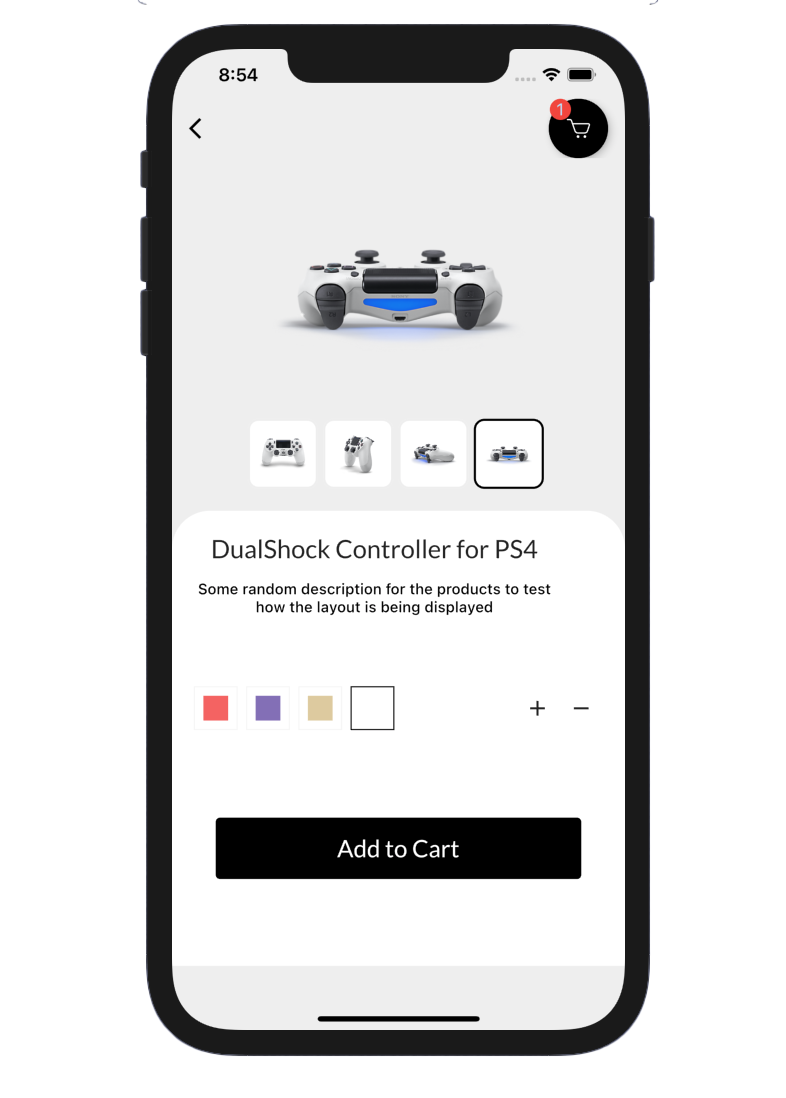 8:54
1
DualShock Controller for PS4
Some random description for the products to test
how the layout is being displayed
+ −
Add to Cart